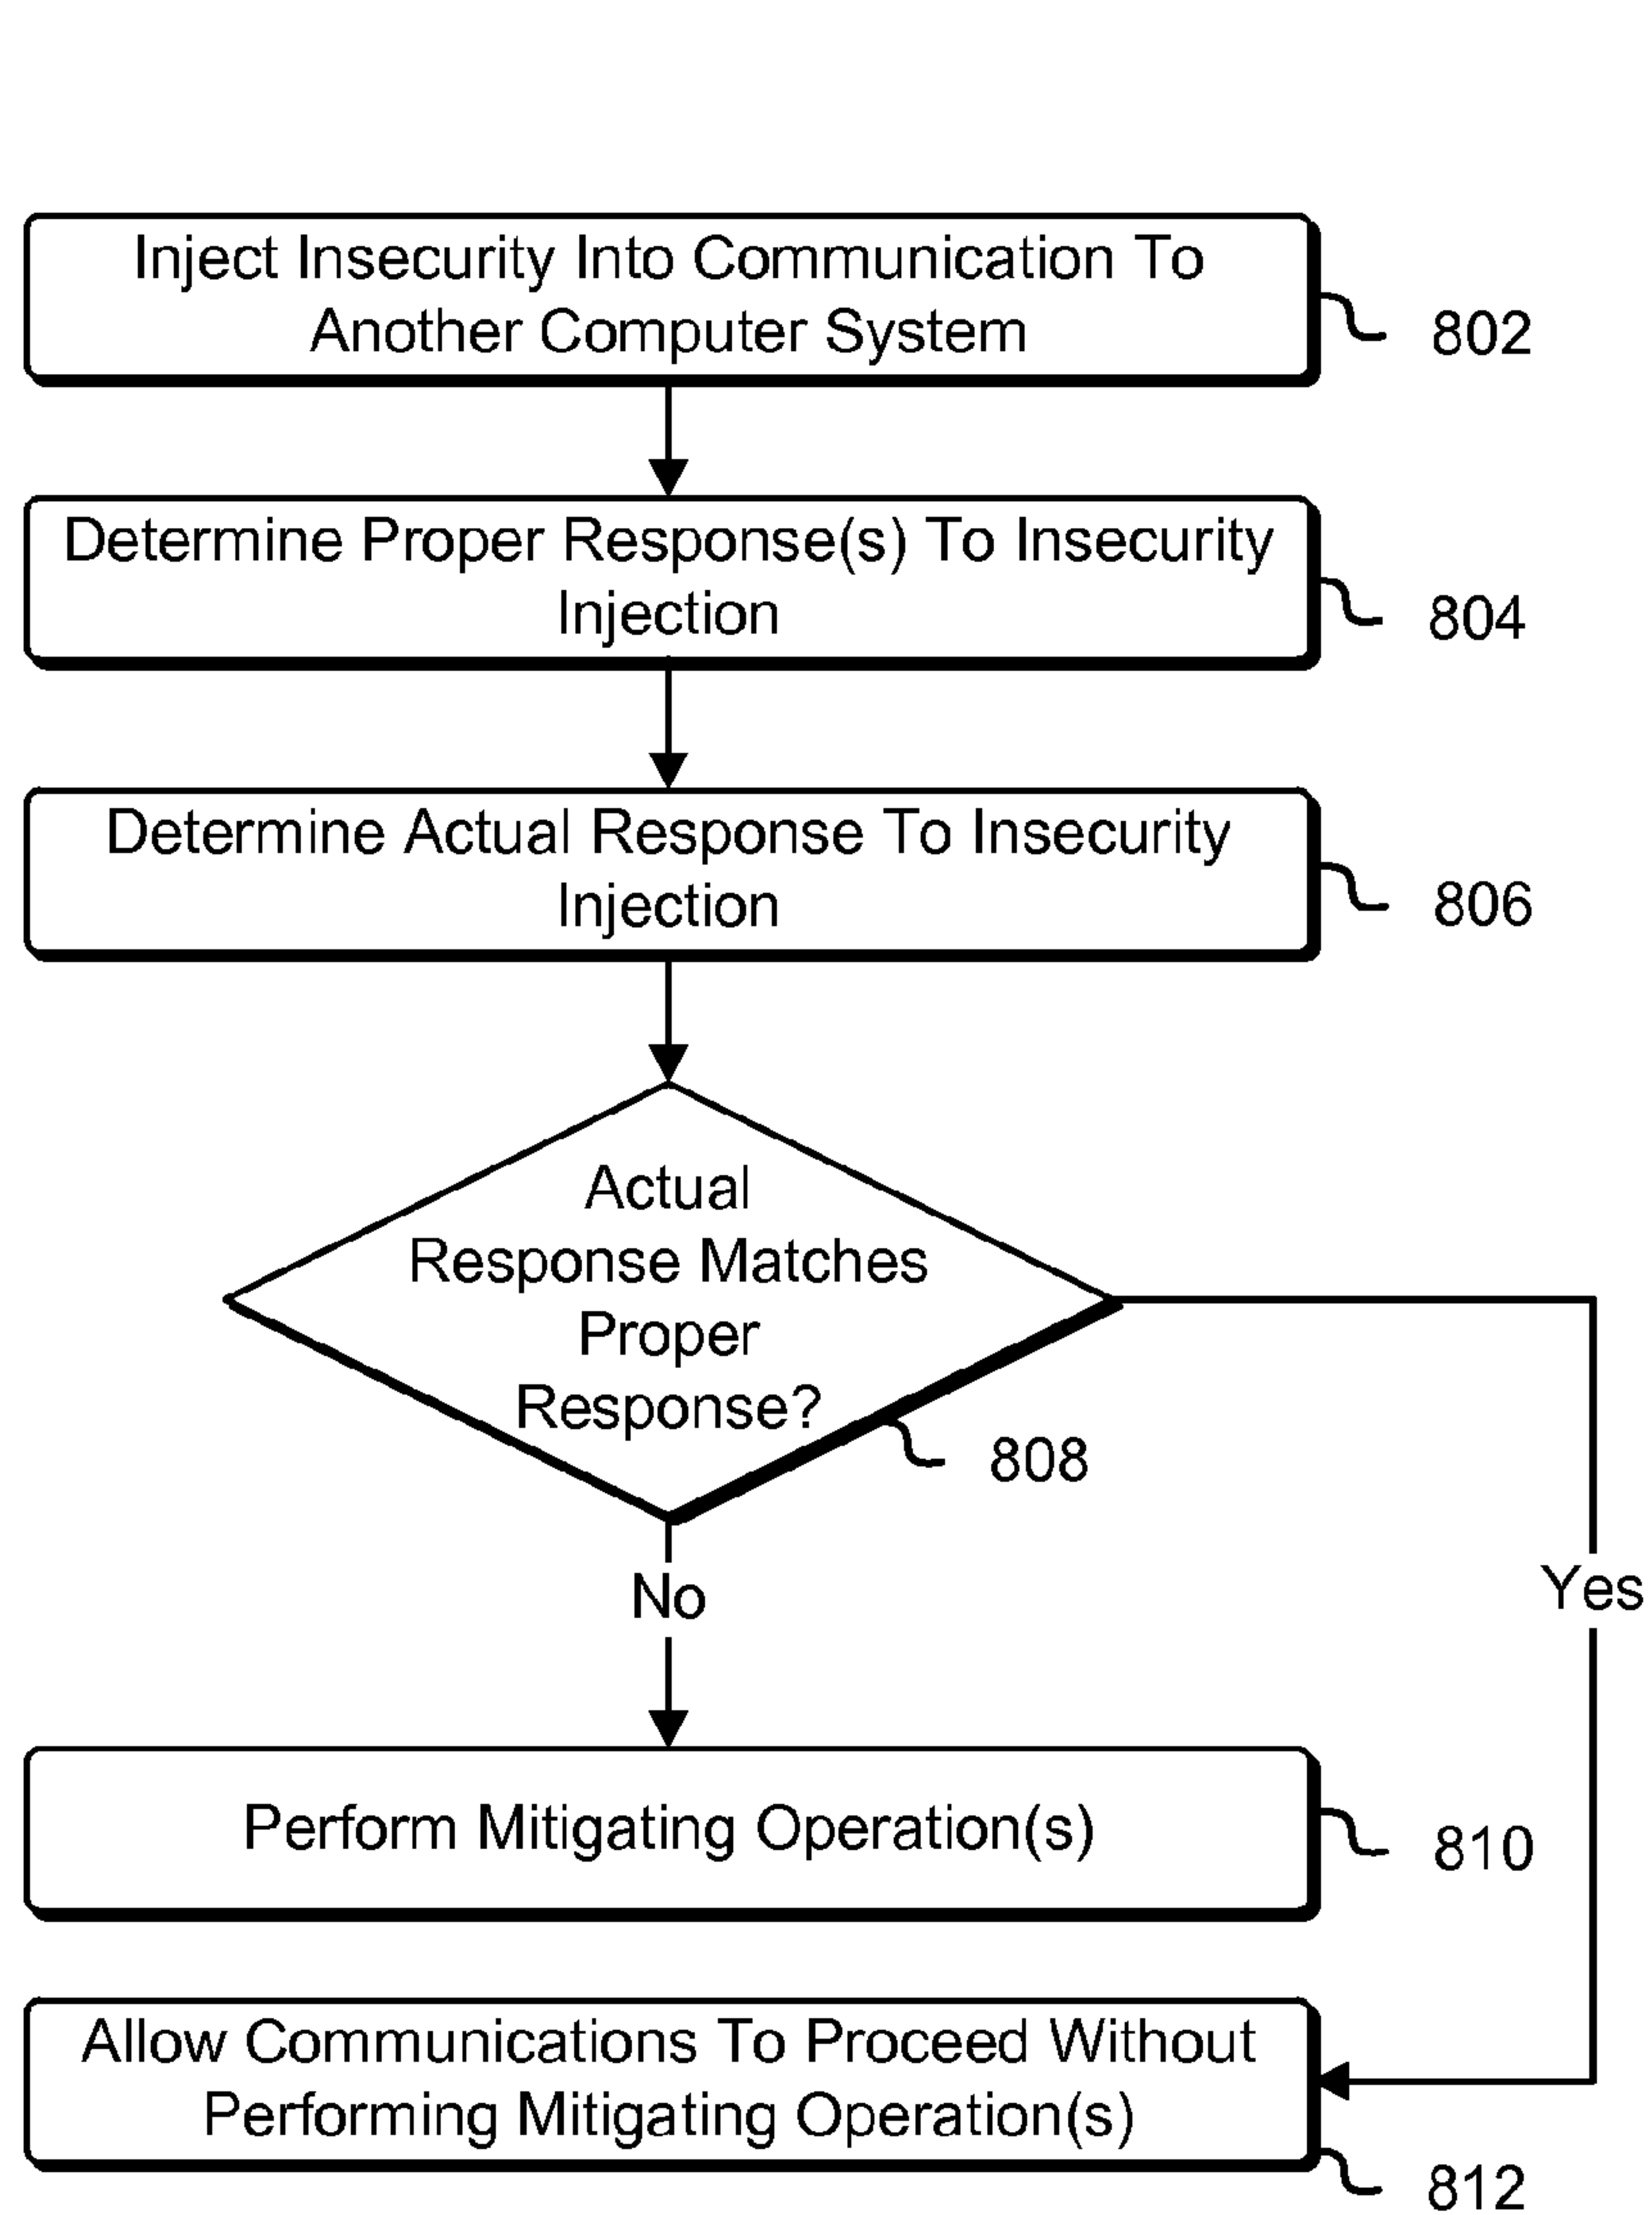 Inject Insecurity Into Communication To
Another Computer System
802
Determine Proper Response(s) To Insecurity
Injection
804
Determine Actual Response To Insecurity
Injection
806
Actual
Response Matches
Proper
Response?
808
No
Yes
Perform Mitigating Operation(s)
810
Allow Communications To Proceed Without
Performing Mitigating Operation(s)
812